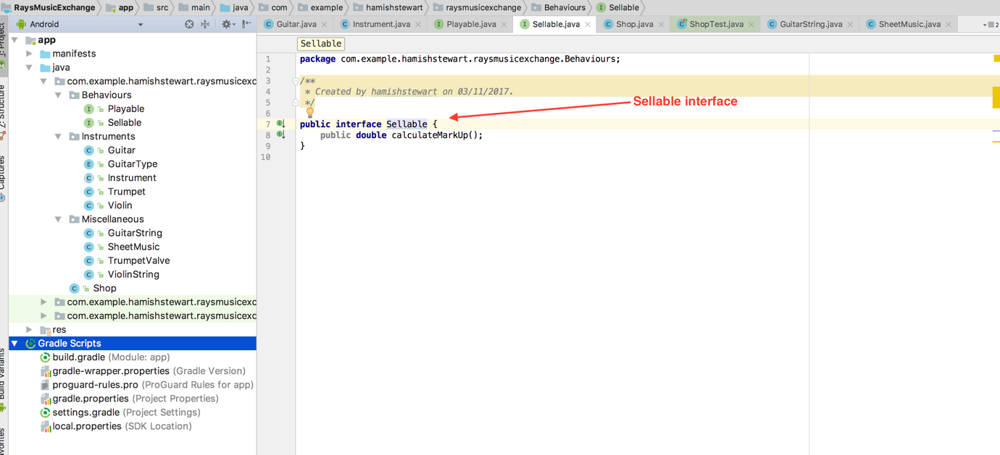 RaysMusicExchange app src main java com example hamishstewart raysmusicexchange Behaviours Sellable
Android
Guitar.java Instrument.java Playable.java Sellable.java Shop.java ShopTest.java GuitarString.java SheetMusic.java 2
1: Project
Z: Structure
Captures
Build Variants
app
manifests
java
com.example.hamishstewart.raysmusicexc
Behaviours
I Playable
I Sellable
Instruments
C Guitar
E GuitarType
C Instrument
C Trumpet
C Violin
Miscellaneous
C GuitarString
C SheetMusic
C TrumpetValve
C ViolinString
C Shop
com.example.hamishstewart.raysmusicexc
com.example.hamishstewart.raysmusicexc
res
Gradle Scripts
build.gradle (Module: app)
gradle-wrapper.properties (Gradle Version)
proguard-rules.pro (ProGuard Rules for app)
gradle.properties (Project Properties)
settings.gradle (Project Settings)
local.properties (SDK Location)
Sellable
1 package com.example.hamishstewart.raysmusicexchange.Behaviours;
2
3 /**
4 * Created by hamishstewart on 03/11/2017.
5 */
6
7 public interface Sellable {
8 public double calculateMarkUp();
9 }
10
Sellable interface